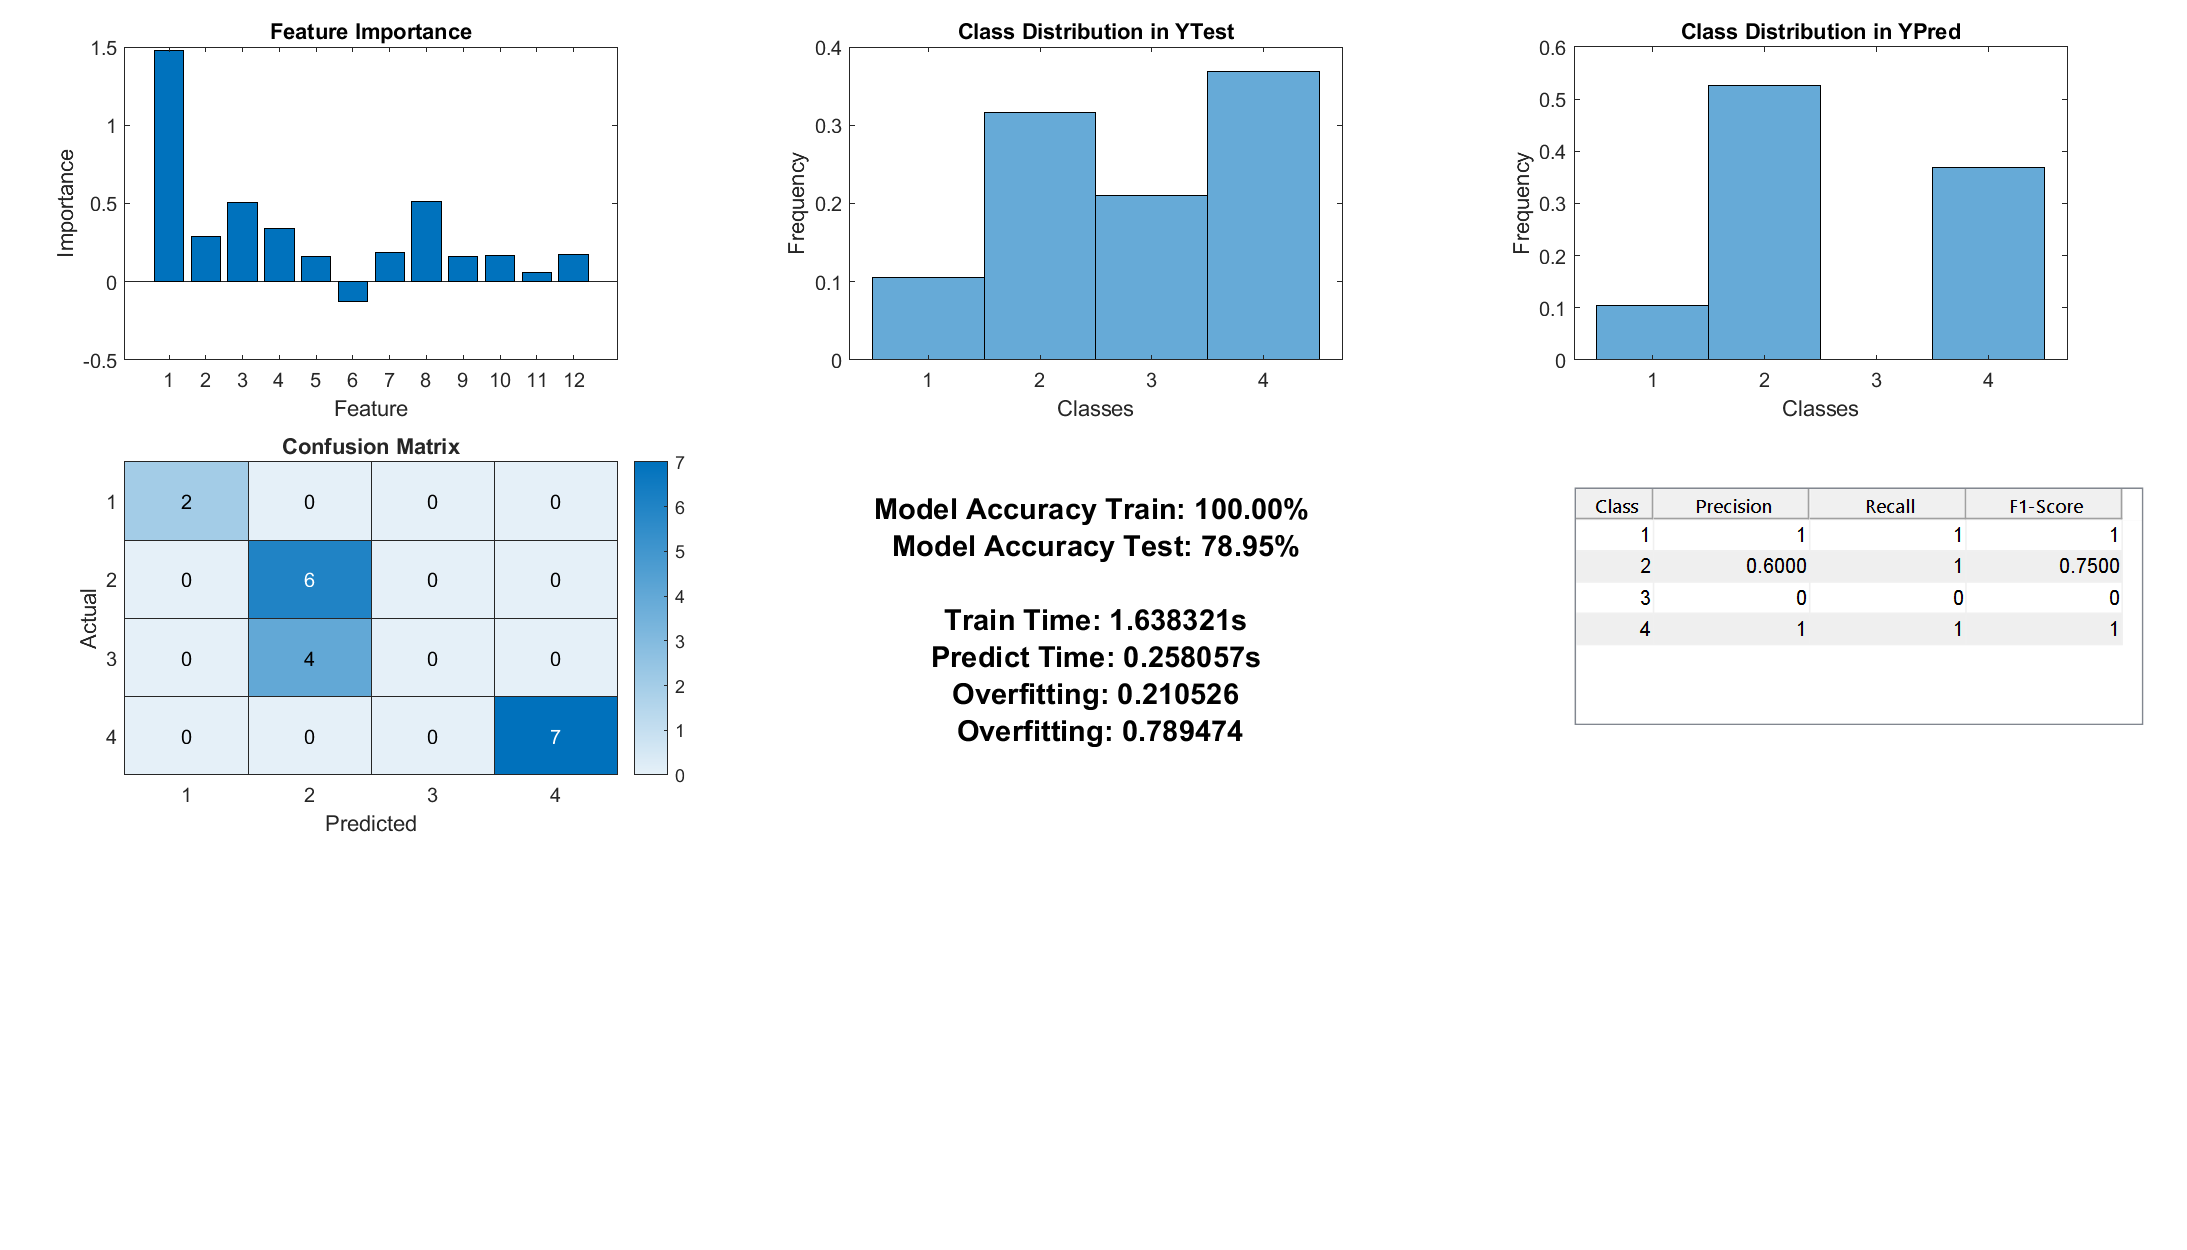 Feature Importance
1.5
1
0.5
0
-0.5
Importance
1 2 3 4 5 6 7 8 9 10 11 12
Feature
Class Distribution in YTest
0.4
0.3
0.2
0.1
0
Frequency
1 2 3 4
Classes
Class Distribution in YPred
0.6
0.5
0.4
0.3
0.2
0.1
0
Frequency
1 2 3 4
Classes
Confusion Matrix
Actual
1 2 0 0 0
2 0 6 0 0
3 0 4 0 0
4 0 0 0 7
1 2 3 4
Predicted
7
6
5
4
3
2
1
0
Model Accuracy Train: 100.00%
Model Accuracy Test: 78.95%
Train Time: 1.638321s
Predict Time: 0.258057s
Overfitting: 0.210526
Overfitting: 0.789474
Class Precision Recall F1-Score
1 1 1 1
2 0.6000 1 0.7500
3 0 0 0
4 1 1 1